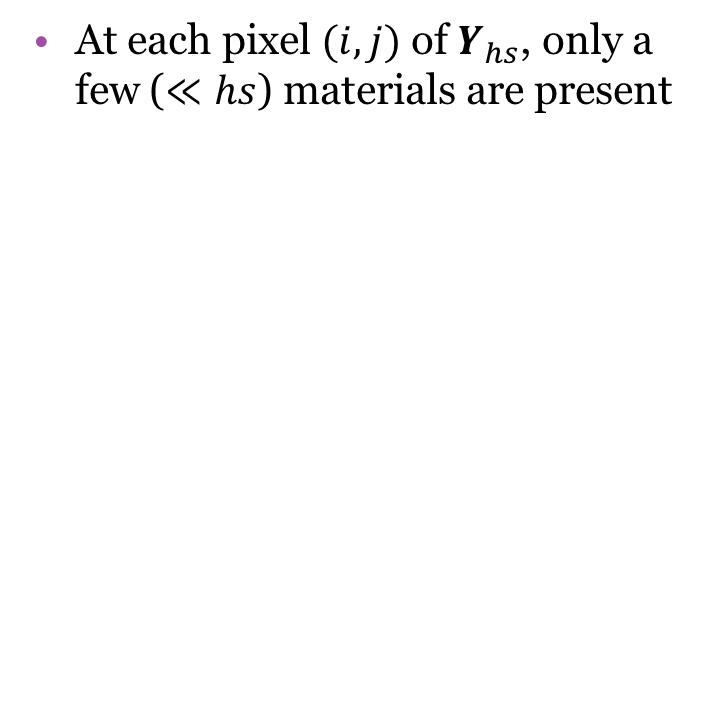 • At each pixel (i, j) of Y_hs, only a
few (≪ hs) materials are present